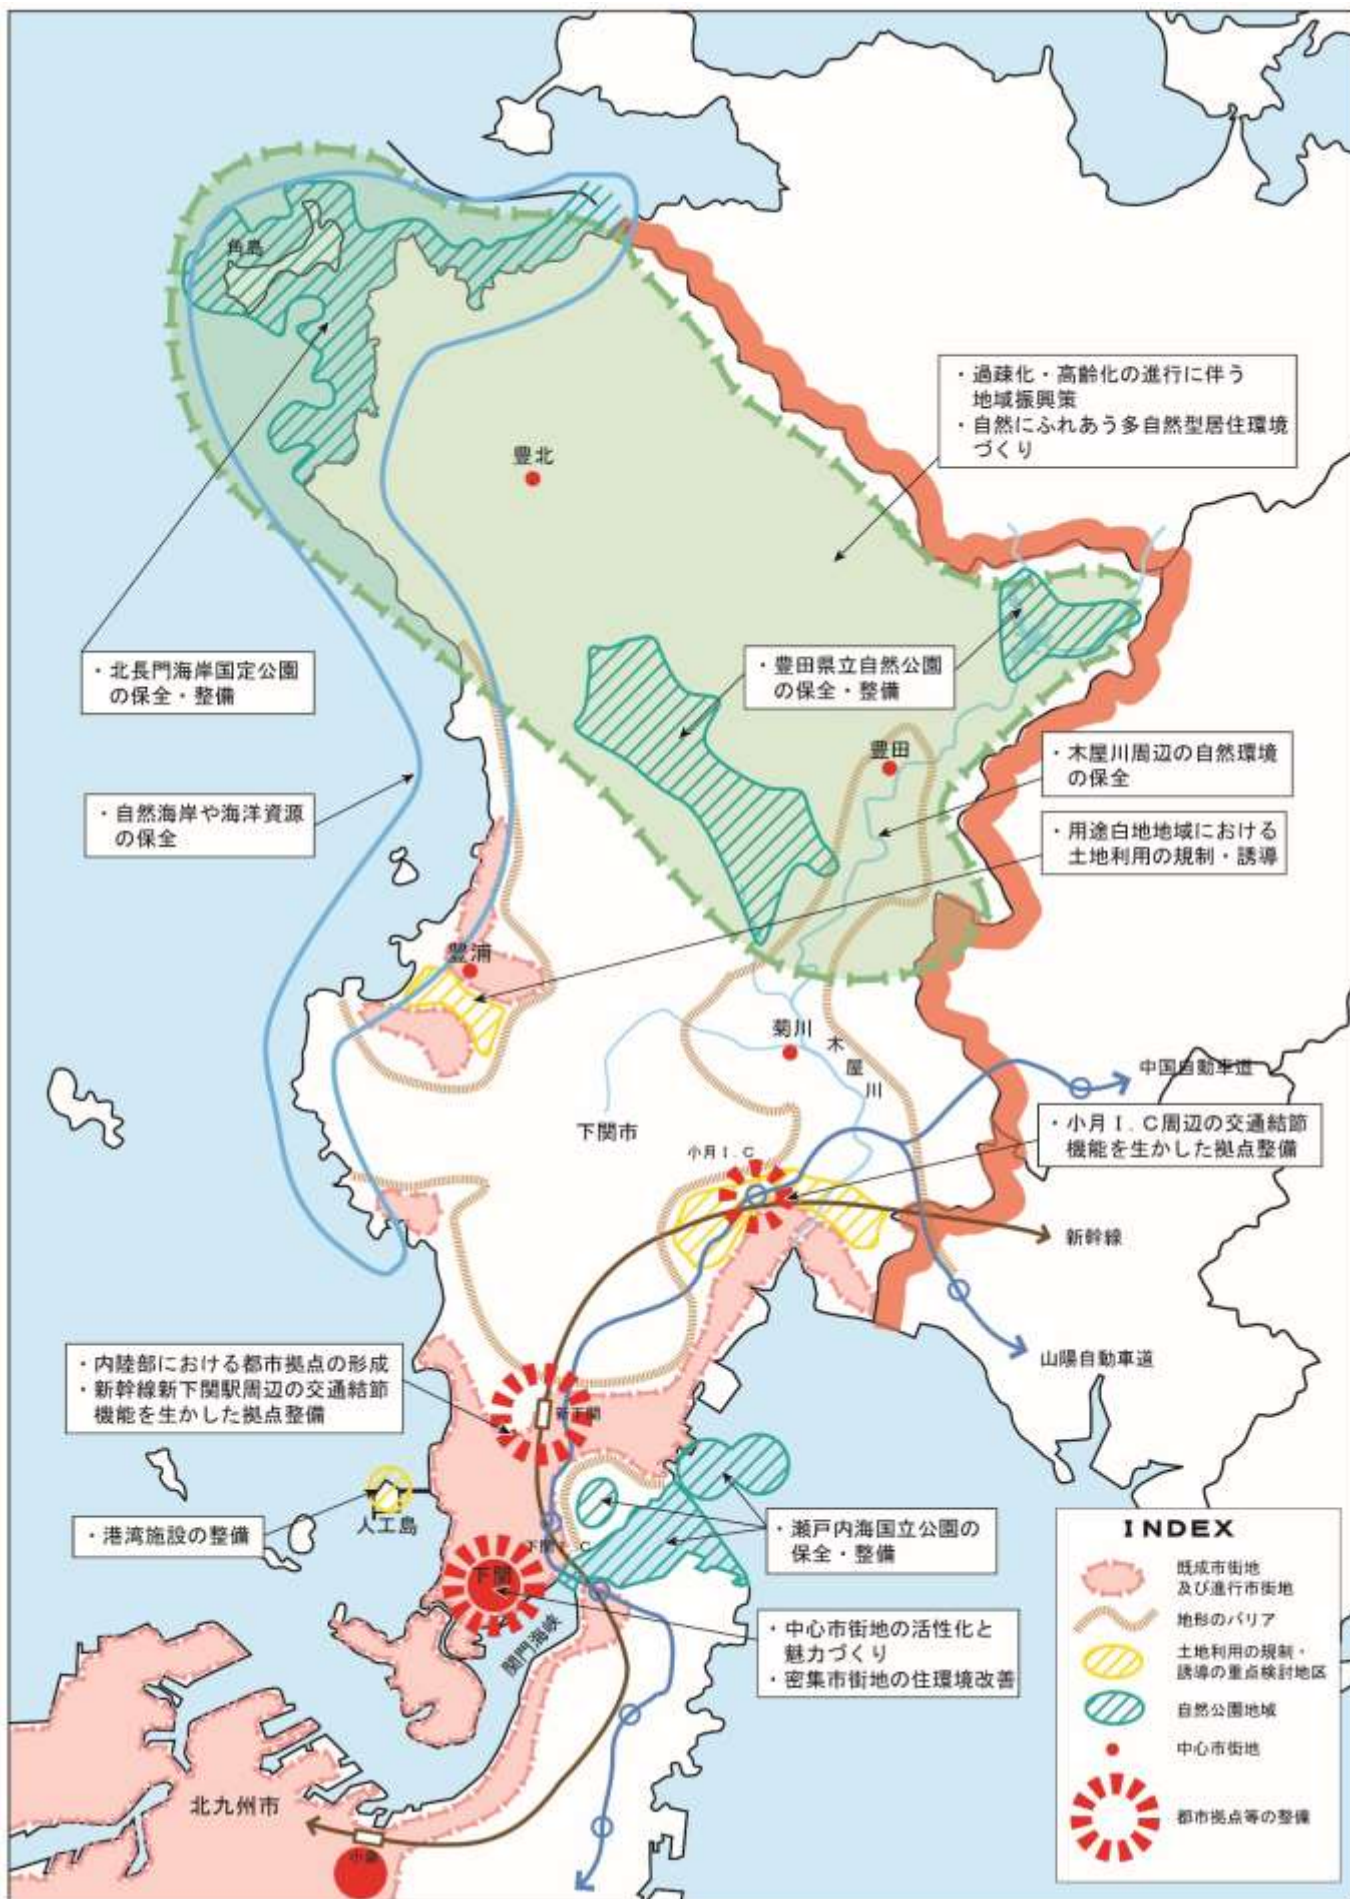 角島
・過疎化・高齢化の進行に伴う
地域振興策
・自然にふれあう多自然型居住環境
づくり
豊北
・北長門海岸国定公園
の保全・整備
・豊田県立自然公園
の保全・整備
豊田
・木屋川周辺の自然環境
の保全
・自然海岸や海洋資源
の保全
・用途白地地域における
土地利用の規制・誘導
豊浦
菊川
木屋川
中国自動車道
下関市
・小月Ⅰ.Ｃ周辺の交通結節
機能を生かした拠点整備
小月Ⅰ.Ｃ
新幹線
山陽自動車道
・内陸部における都市拠点の形成
・新幹線新下関駅周辺の交通結節
機能を生かした拠点整備
新下関
人工島
・港湾施設の整備
・瀬戸内海国立公園の
保全・整備
下関Ⅰ.Ｃ
下関
関門海峡
・中心市街地の活性化と
魅力づくり
・密集市街地の住環境改善
北九州市
小倉
INDEX
既成市街地
及び進行市街地
地形のバリア
土地利用の規制・
誘導の重点検討地区
自然公園地域
中心市街地
都市拠点等の整備